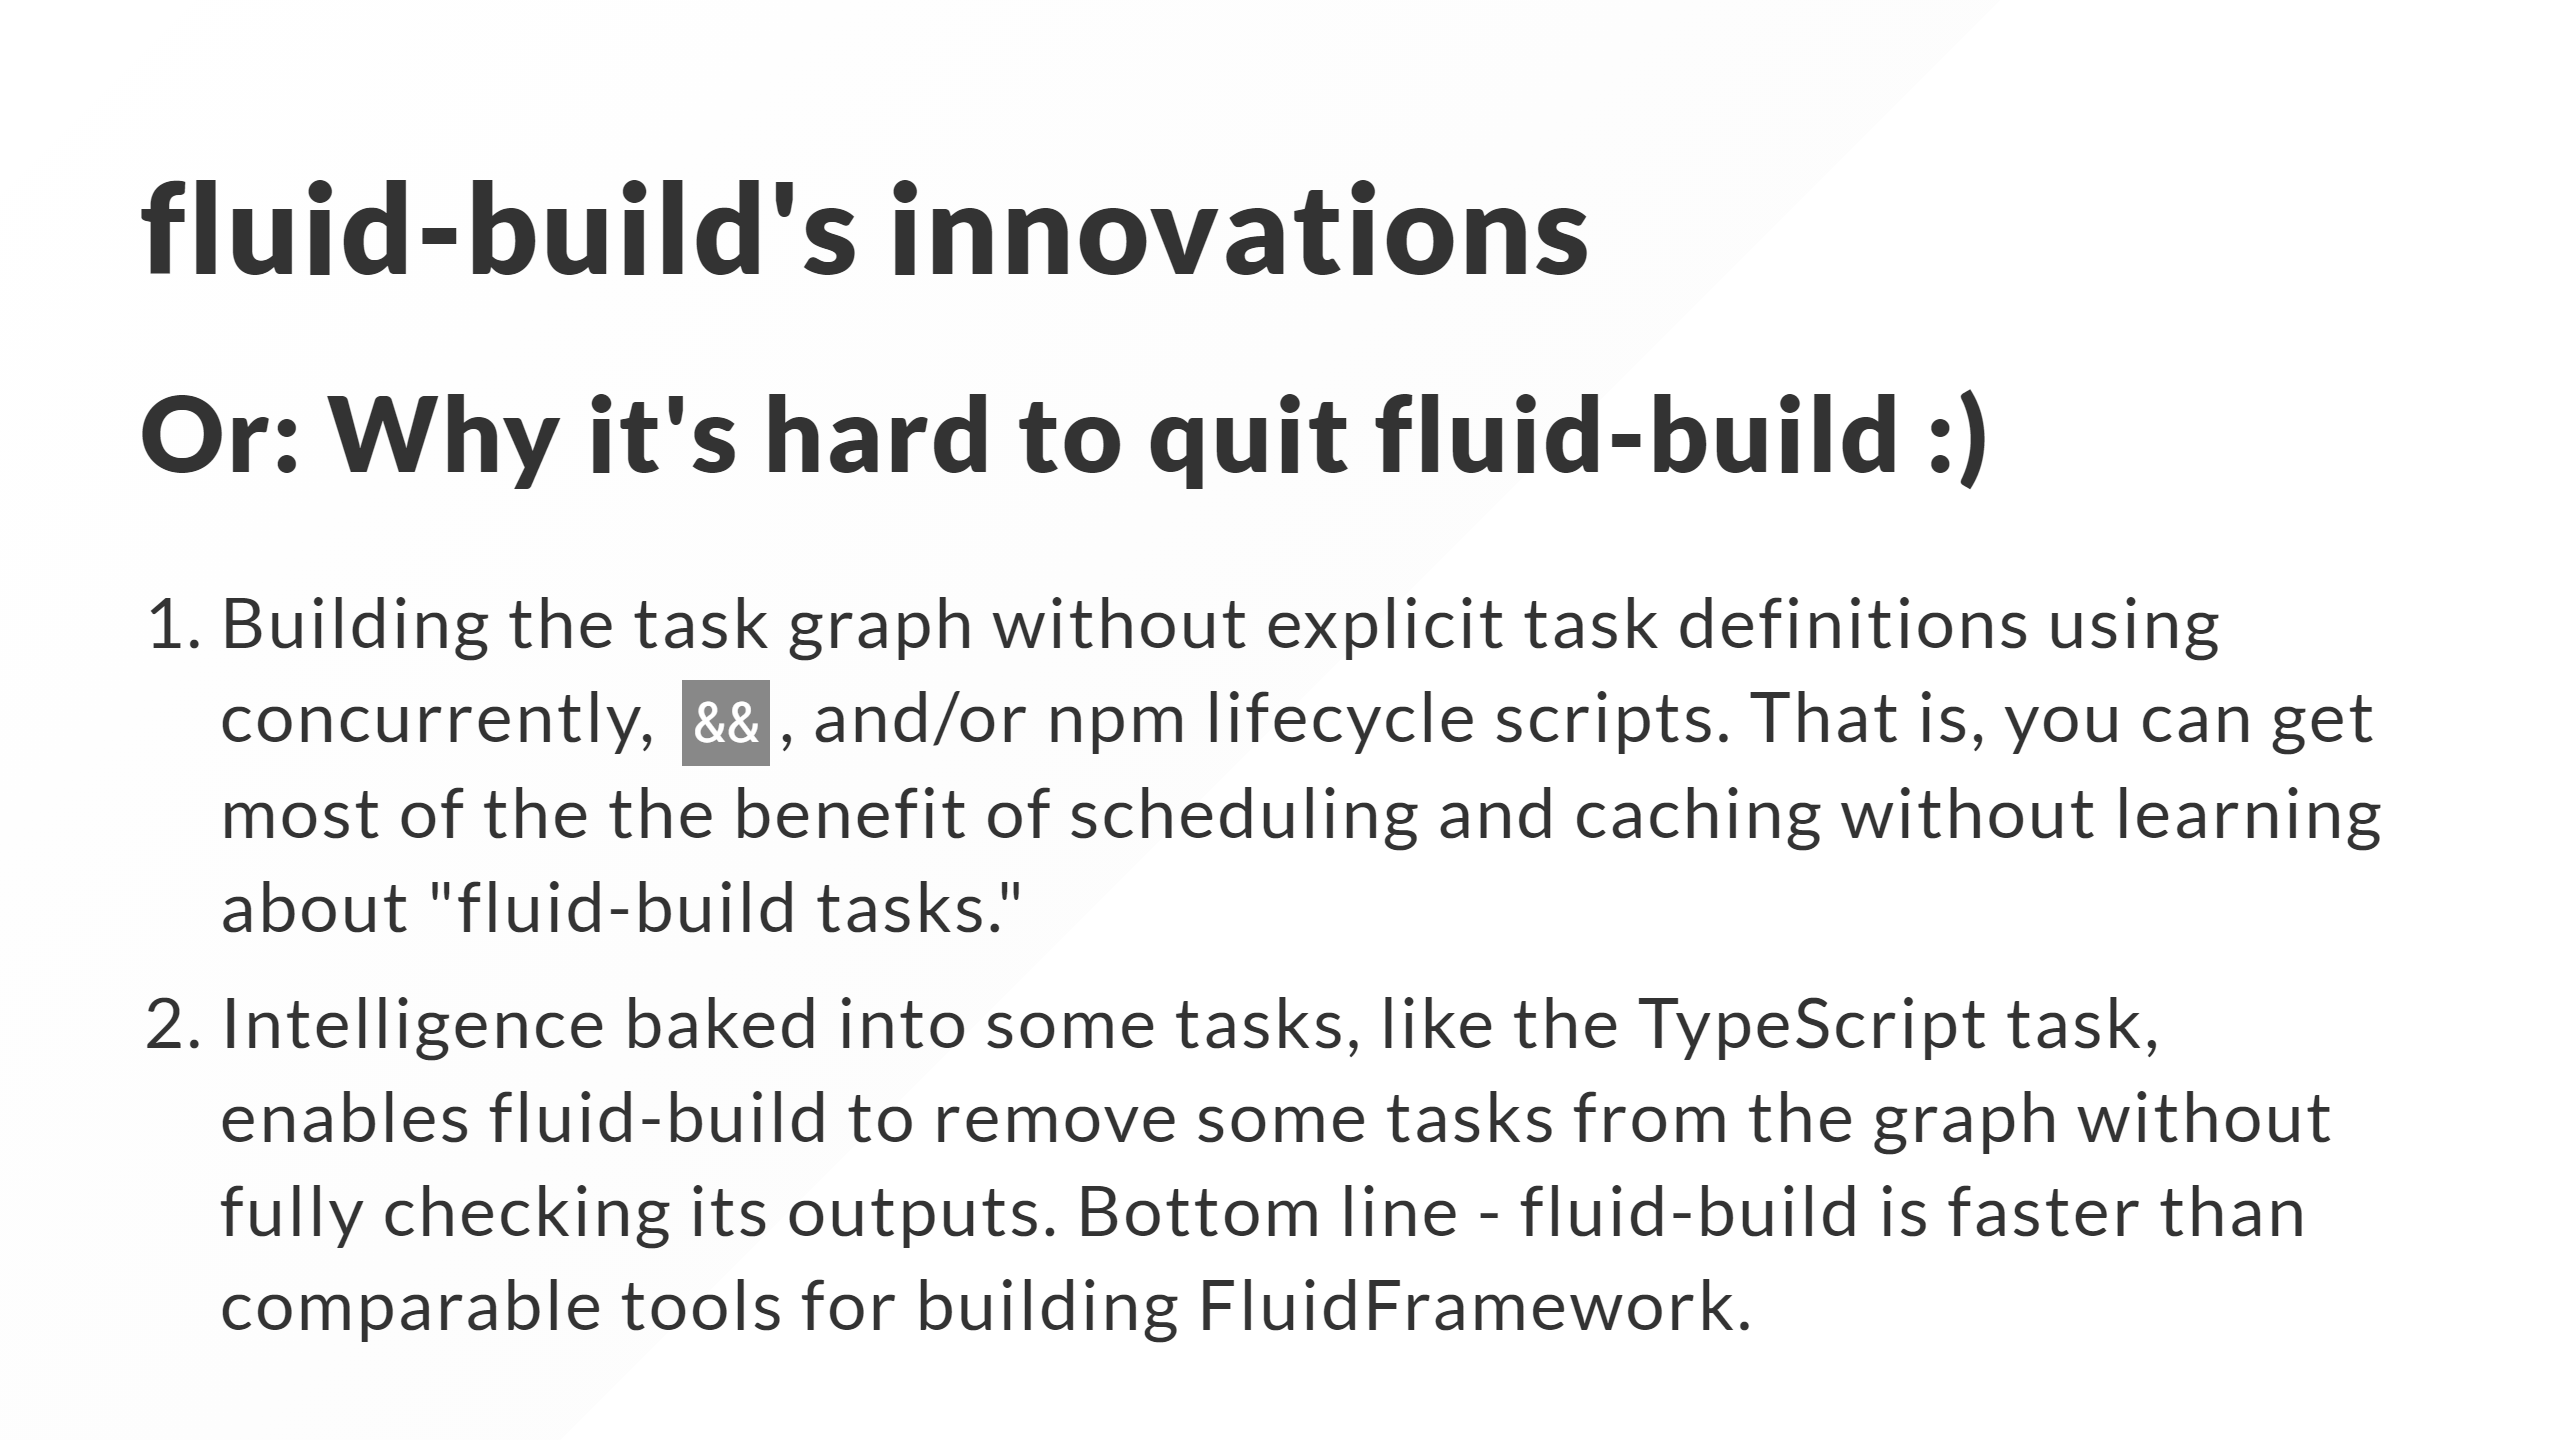 fluid-build's innovations
Or: Why it's hard to quit fluid-build :)
1. Building the task graph without explicit task definitions using
concurrently, &&, and/or npm lifecycle scripts. That is, you can get
most of the the benefit of scheduling and caching without learning
about "fluid-build tasks."
2. Intelligence baked into some tasks, like the TypeScript task,
enables fluid-build to remove some tasks from the graph without
fully checking its outputs. Bottom line - fluid-build is faster than
comparable tools for building FluidFramework.